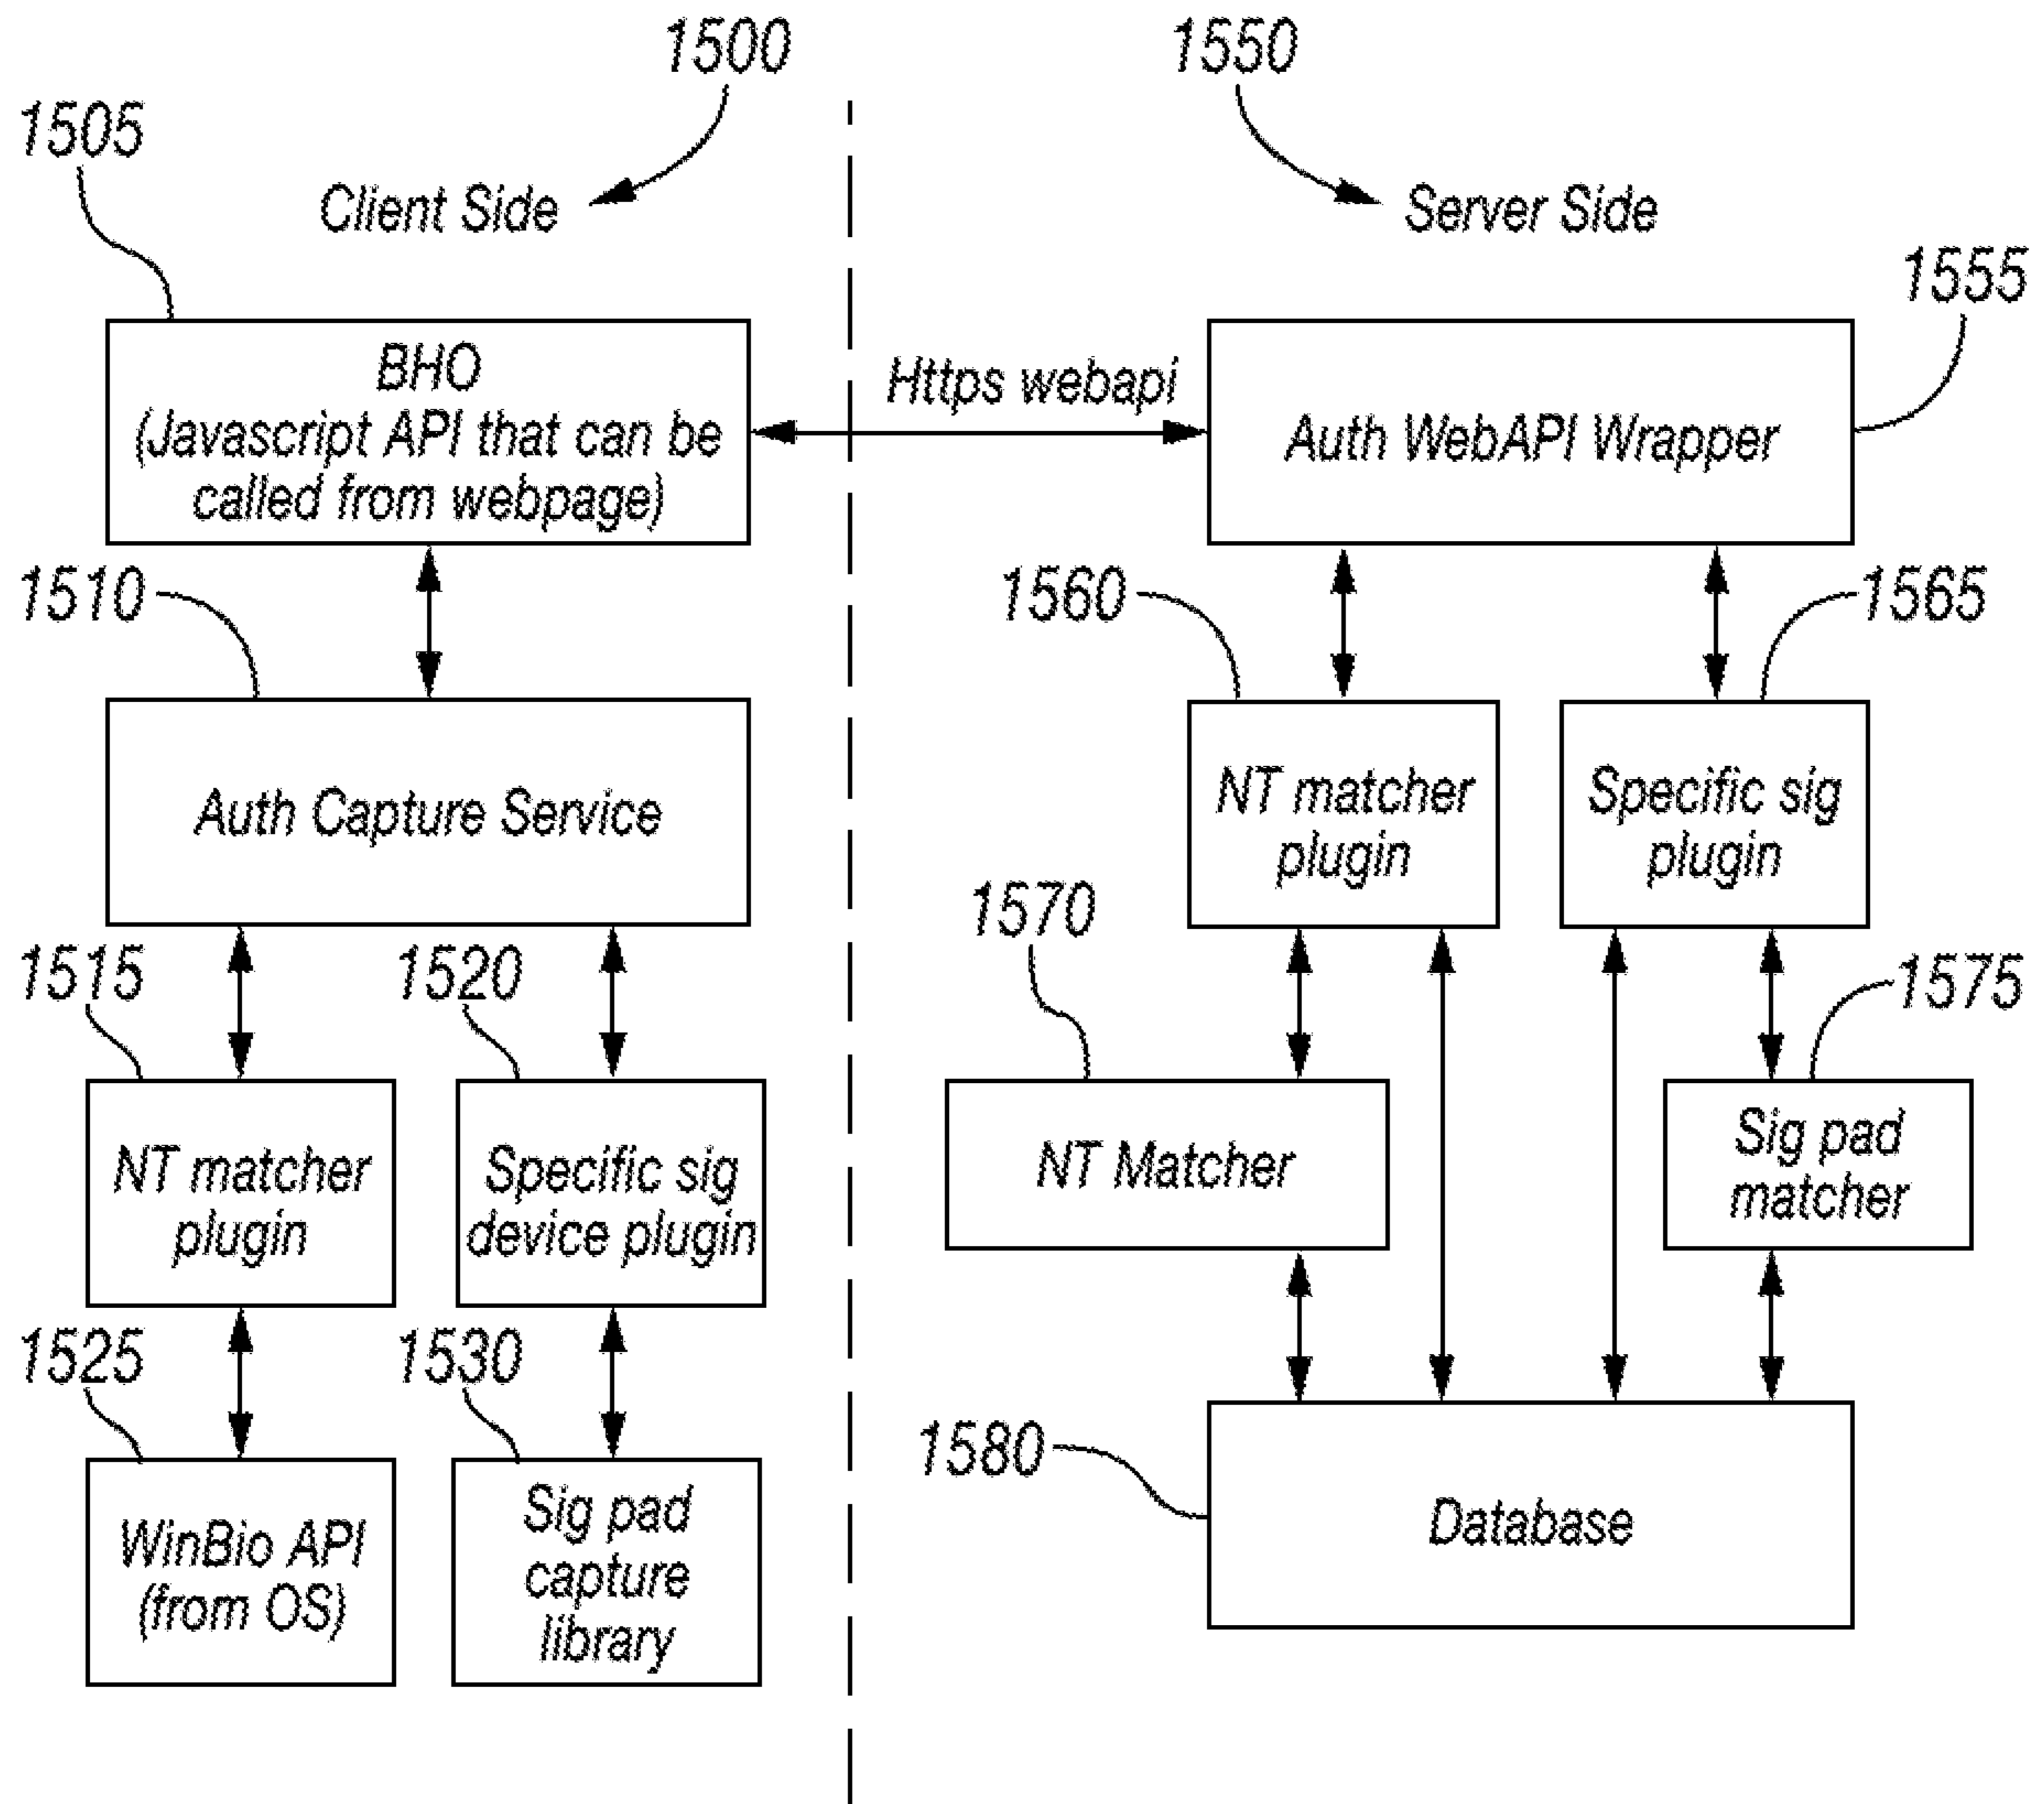 1500
1550
1505
Client Side
Server Side
1555
BHO
(Javascript API that can be
called from webpage)
Https webapi
Auth WebAPI Wrapper
1510
1560
1565
Auth Capture Service
NT matcher
plugin
Specific sig
plugin
1570
1515
1520
1575
NT matcher
plugin
Specific sig
device plugin
NT Matcher
Sig pad
matcher
1525
1530
1580
WinBio API
(from OS)
Sig pad
capture
library
Database